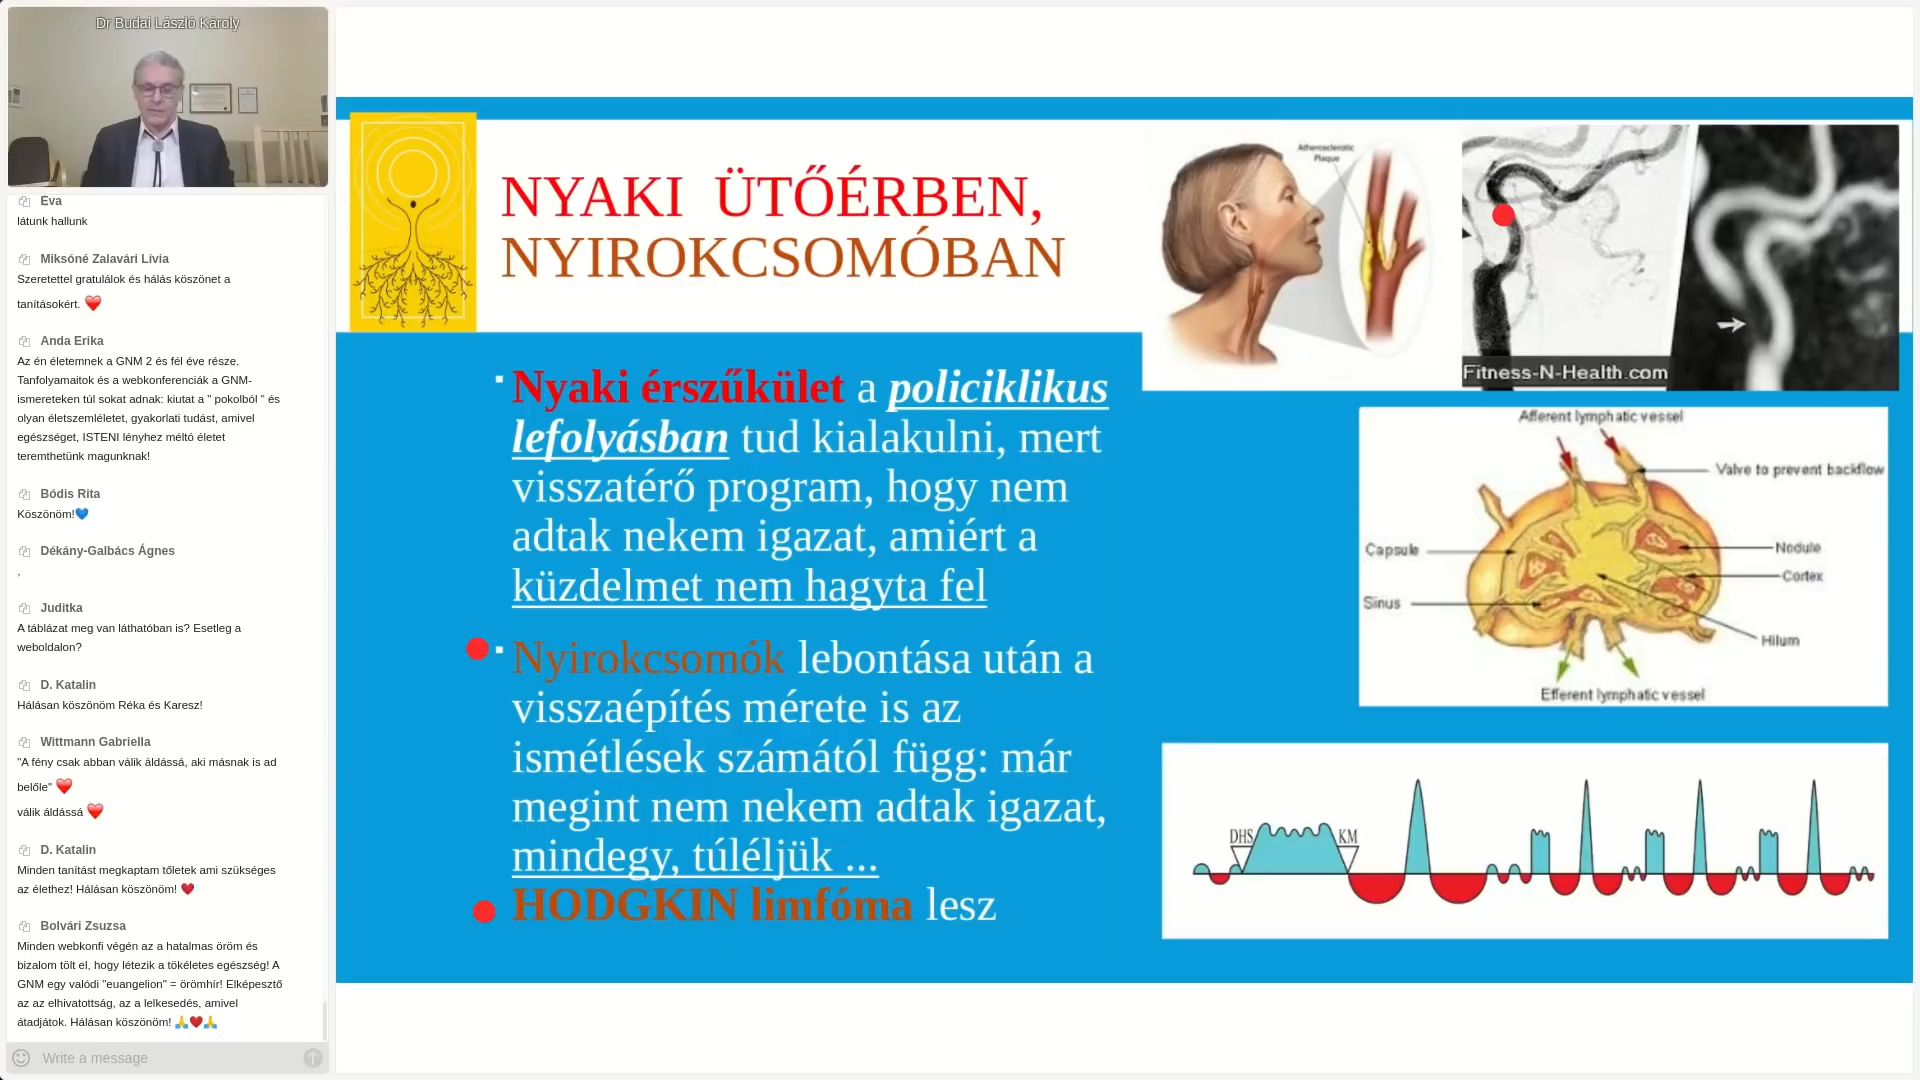 Dr Budai László Károly
Éva
látunk hallunk
Miksóné Zalavári Lívia
Szeretettel gratulálok és hálás köszönet a
tanításokért. ❤️
Anda Erika
Az én életemnek a GNM 2 és fél éve része.
Tanfolyamaitok és a webkonferenciák a GNM-
ismereteken túl sokat adnak: kiutat a " pokolból " és
olyan életszemléletet, gyakorlati tudást, amivel
egészséget, ISTENI lényhez méltó életet
teremthetünk magunknak!
Bódis Rita
Köszönöm!💙
Dékány-Galbács Ágnes
,
Juditka
A táblázat meg van láthatóban is? Esetleg a
weboldalon?
D. Katalin
Hálásan köszönöm Réka és Karesz!
Wittmann Gabriella
"A fény csak abban válik áldássá, aki másnak is ad
belőle" ❤️
válik áldássá ❤️
D. Katalin
Minden tanítást megkaptam tőletek ami szükséges
az élethez! Hálásan köszönöm! ❤️
Bolvári Zsuzsa
Minden webkonfi végén az a hatalmas öröm és
bizalom tölt el, hogy létezik a tökéletes egészség! A
GNM egy valódi "euangelion" = örömhír! Elképesztő
az az elhivatottság, az a lelkesedés, amivel
átadjátok. Hálásan köszönöm! 🙏❤️🙏
Write a message
NYAKI ÜTŐÉRBEN,
NYIROKCSOMÓBAN
▪ Nyaki érszűkület a policiklikus
lefolyásban tud kialakulni, mert
visszatérő program, hogy nem
adtak nekem igazat, amiért a
küzdelmet nem hagyta fel
▪ Nyirokcsomók lebontása után a
visszaépítés mérete is az
ismétlések számától függ: már
megint nem nekem adtak igazat,
mindegy, túléljük ...
HODGKIN limfóma lesz
Atherosclerotic
Plaque
Fitness-N-Health.com
Afferent lymphatic vessel
Valve to prevent backflow
Capsule
Nodule
Cortex
Sinus
Hilum
Efferent lymphatic vessel
DHS
KM